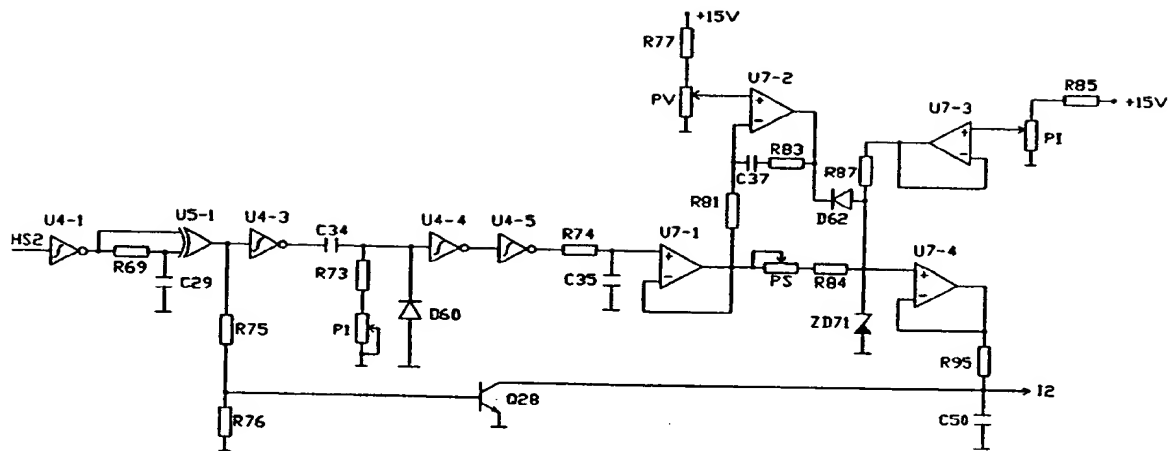 +15V
R77
U7-2
R85
PV
U7-3
+15V
PI
R83
R87
C37
U4-1
U5-1
U4-3
C34
U4-4
U4-5
R81
D62
HS2
R74
U7-1
U7-4
R69
R73
C29
C35
PS
R84
R75
P1
D60
ZD71
R95
Q28
I2
R76
C50